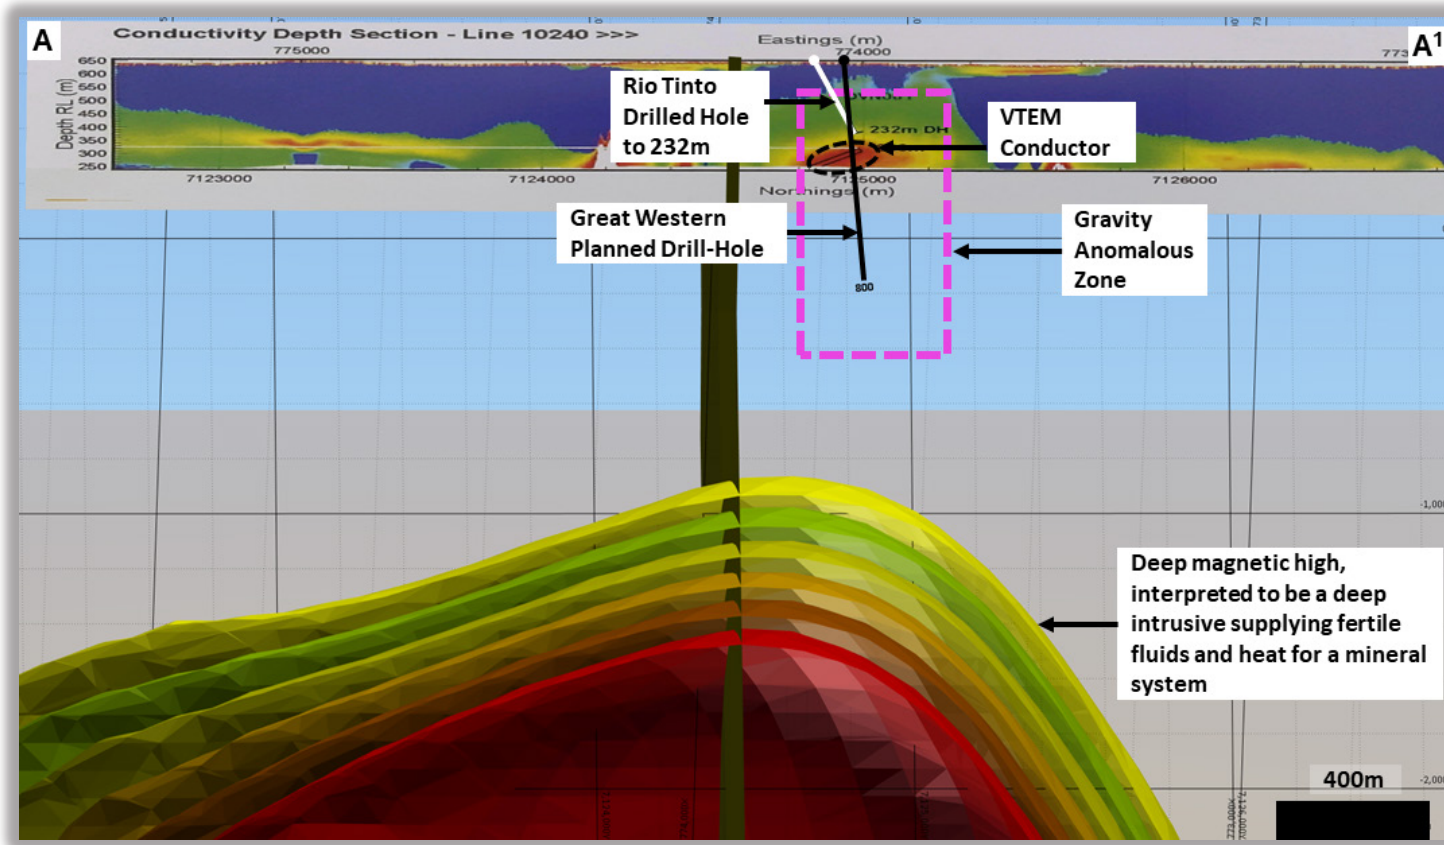 A
Conductivity Depth Section - Line 10240 >>>
Eastings (m)
A1
775000
774000
773
Depth RL (m)
650
600
550
500
450
400
350
300
250
Rio Tinto
Drilled Hole
to 232m
232m DH
VTEM
Conductor
7123000
7124000
7125000
7126000
Northings (m)
Great Western
Planned Drill-Hole
Gravity
Anomalous
Zone
800
-1,000
Deep magnetic high,
interpreted to be a deep
intrusive supplying fertile
fluids and heat for a mineral
system
-2,000
400m